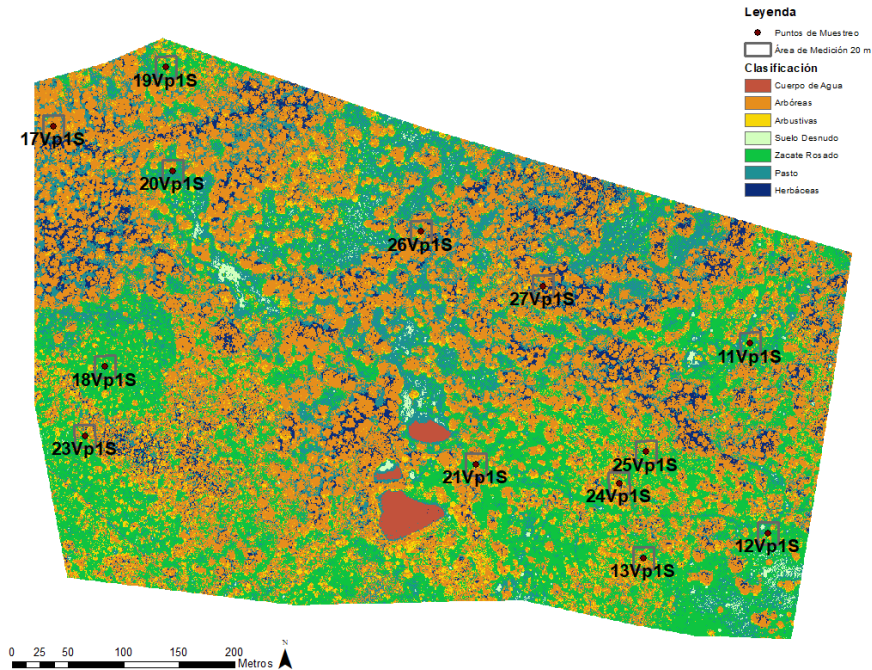 Leyenda
Puntos de Muestreo
Área de Medición 20 m
Clasificación
Cuerpo de Agua
Arbóreas
Arbustivas
Suelo Desnudo
Zacate Rosado
Pasto
Herbáceas
19Vp1S
17Vp1S
20Vp1S
26Vp1S
27Vp1S
11Vp1S
18Vp1S
23Vp1S
21Vp1S
25Vp1S
24Vp1S
12Vp1S
13Vp1S
N
0 25 50 100 150 200
Metros